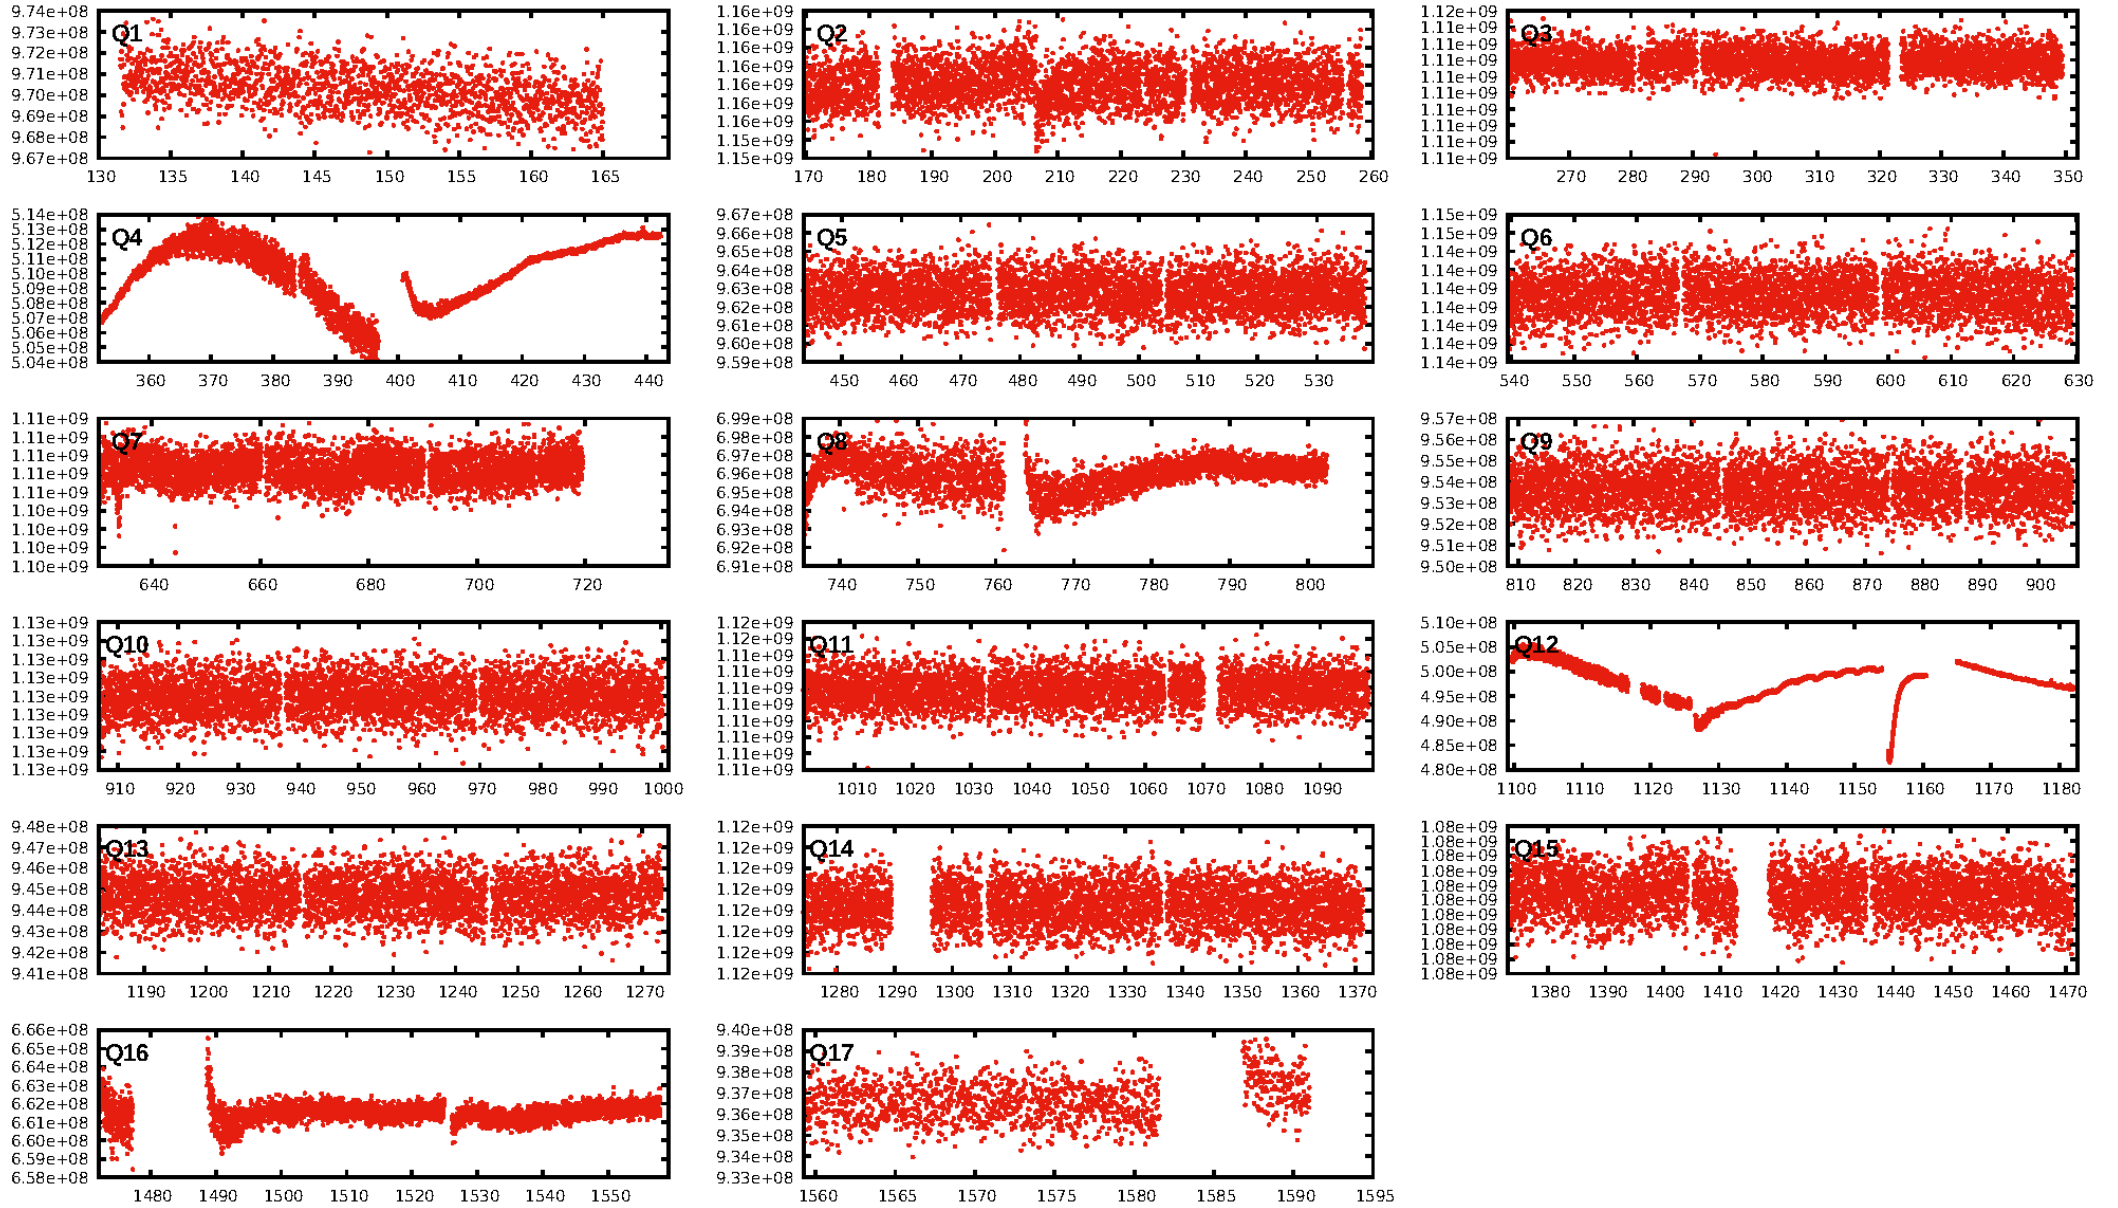 Q1
9.74e+08
9.73e+08
9.72e+08
9.71e+08
9.70e+08
9.69e+08
9.68e+08
9.67e+08
130 135 140 145 150 155 160 165
Q2
1.16e+09
1.16e+09
1.16e+09
1.16e+09
1.16e+09
1.16e+09
1.16e+09
1.15e+09
1.15e+09
170 180 190 200 210 220 230 240 250 260
Q3
1.12e+09
1.11e+09
1.11e+09
1.11e+09
1.11e+09
1.11e+09
1.11e+09
1.11e+09
1.11e+09
1.11e+09
270 280 290 300 310 320 330 340 350
Q4
5.14e+08
5.13e+08
5.12e+08
5.11e+08
5.10e+08
5.09e+08
5.08e+08
5.07e+08
5.06e+08
5.05e+08
5.04e+08
360 370 380 390 400 410 420 430 440
Q5
9.67e+08
9.66e+08
9.65e+08
9.64e+08
9.63e+08
9.62e+08
9.61e+08
9.60e+08
9.59e+08
450 460 470 480 490 500 510 520 530
Q6
1.15e+09
1.15e+09
1.14e+09
1.14e+09
1.14e+09
1.14e+09
1.14e+09
1.14e+09
540 550 560 570 580 590 600 610 620 630
Q7
1.11e+09
1.11e+09
1.11e+09
1.11e+09
1.11e+09
1.10e+09
1.10e+09
1.10e+09
1.10e+09
640 660 680 700 720
Q8
6.99e+08
6.98e+08
6.97e+08
6.96e+08
6.95e+08
6.94e+08
6.93e+08
6.92e+08
6.91e+08
740 750 760 770 780 790 800
Q9
9.57e+08
9.56e+08
9.55e+08
9.54e+08
9.53e+08
9.52e+08
9.51e+08
9.50e+08
810 820 830 840 850 860 870 880 890 900
Q10
1.13e+09
1.13e+09
1.13e+09
1.13e+09
1.13e+09
1.13e+09
1.13e+09
1.13e+09
1.13e+09
910 920 930 940 950 960 970 980 990 1000
Q11
1.12e+09
1.12e+09
1.11e+09
1.11e+09
1.11e+09
1.11e+09
1.11e+09
1.11e+09
1.11e+09
1.11e+09
1010 1020 1030 1040 1050 1060 1070 1080 1090
Q12
5.10e+08
5.05e+08
5.00e+08
4.95e+08
4.90e+08
4.85e+08
4.80e+08
1100 1110 1120 1130 1140 1150 1160 1170 1180
Q13
9.48e+08
9.47e+08
9.46e+08
9.45e+08
9.44e+08
9.43e+08
9.42e+08
9.41e+08
1190 1200 1210 1220 1230 1240 1250 1260 1270
Q14
1.12e+09
1.12e+09
1.12e+09
1.12e+09
1.12e+09
1.12e+09
1.12e+09
1.12e+09
1280 1290 1300 1310 1320 1330 1340 1350 1360 1370
Q15
1.08e+09
1.08e+09
1.08e+09
1.08e+09
1.08e+09
1.08e+09
1.08e+09
1.08e+09
1.08e+09
1.08e+09
1.08e+09
1380 1390 1400 1410 1420 1430 1440 1450 1460 1470
Q16
6.66e+08
6.65e+08
6.64e+08
6.63e+08
6.62e+08
6.61e+08
6.60e+08
6.59e+08
6.58e+08
1480 1490 1500 1510 1520 1530 1540 1550
Q17
9.40e+08
9.39e+08
9.38e+08
9.37e+08
9.36e+08
9.35e+08
9.34e+08
9.33e+08
1560 1565 1570 1575 1580 1585 1590 1595